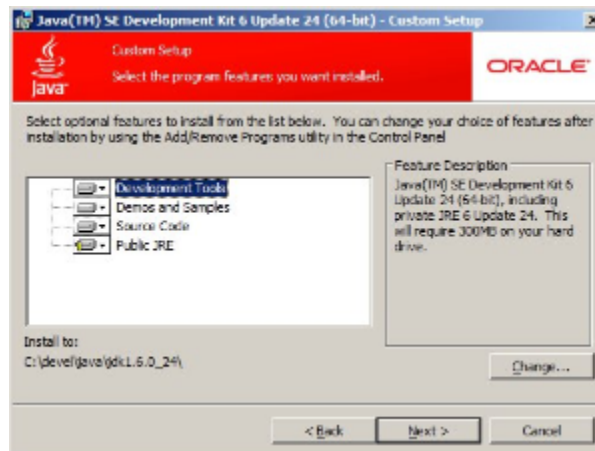 Java(TM) SE Development Kit 6 Update 24 (64-bit) - Custom Setup
Custom Setup
Select the program features you want installed.
Java
ORACLE
Select optional features to install from the list below. You can change your choice of features after
installation by using the Add/Remove Programs utility in the Control Panel
Development Tools
Demos and Samples
Source Code
Public JRE
Feature Description
Java(TM) SE Development Kit 6
Update 24 (64-bit), including
private JRE 6 Update 24. This
will require 300MB on your hard
drive.
Install to:
C:\devel\java\jdk1.6.0_24\
Change...
< Back
Next >
Cancel